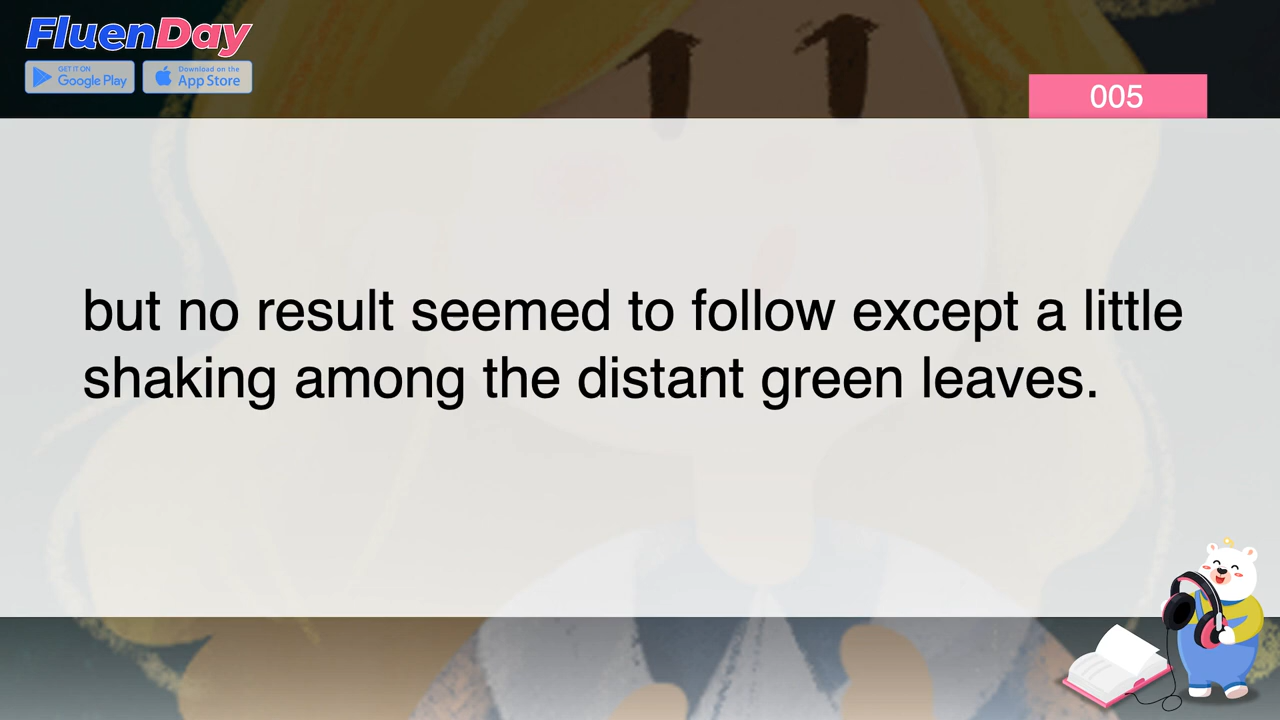 FluenDay
GET IT ON
Google Play
Download on the
App Store
005
but no result seemed to follow except a little
shaking among the distant green leaves.